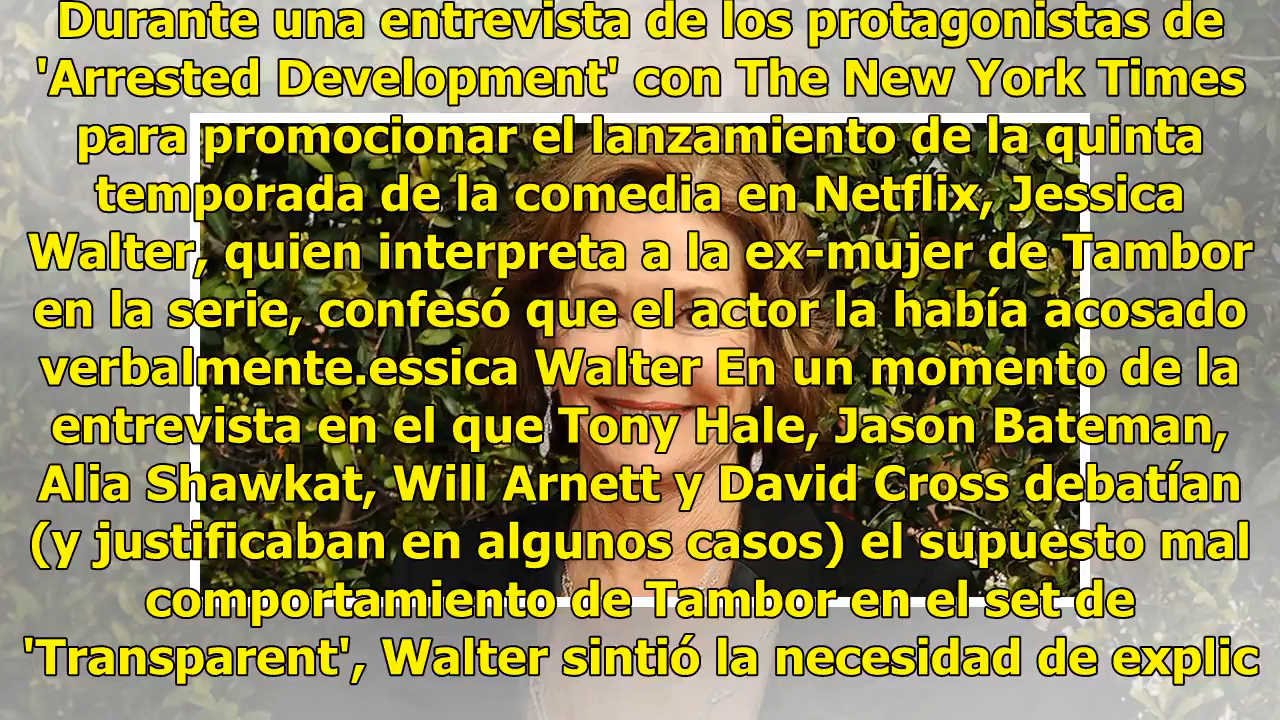 Durante una entrevista de los protagonistas de
'Arrested Development' con The New York Times
para promocionar el lanzamiento de la quinta
temporada de la comedia en Netflix, Jessica
Walter, quien interpreta a la ex-mujer de Tambor
en la serie, confesó que el actor la había acosado
verbalmente.essica Walter En un momento de la
entrevista en el que Tony Hale, Jason Bateman,
Alia Shawkat, Will Arnett y David Cross debatían
(y justificaban en algunos casos) el supuesto mal
comportamiento de Tambor en el set de
'Transparent', Walter sintió la necesidad de explic